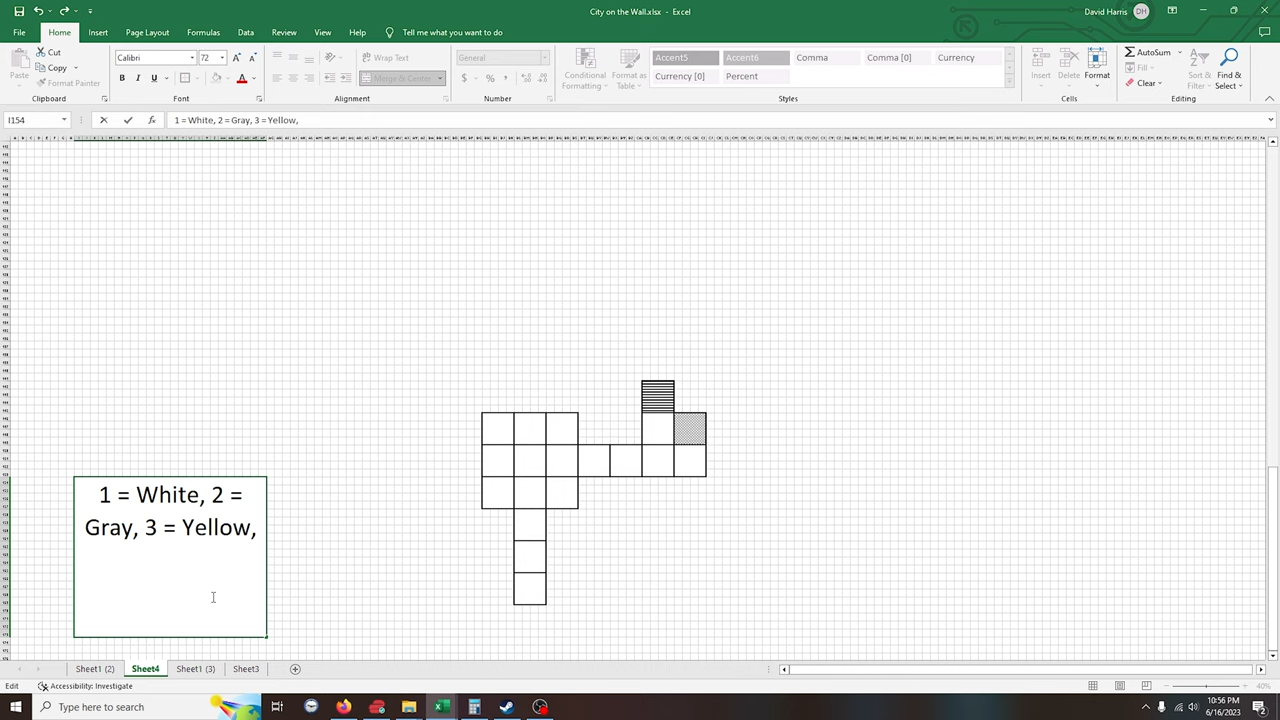 City on the Wall.xlsx - Excel
David Harris
DH
File Home Insert Page Layout Formulas Data Review View Help Tell me what you want to do
Paste
Cut
Copy
Format Painter
Clipboard
Calibri 72
B I U
Font
Wrap Text
Merge & Center
Alignment
General
$ % ,
Number
Conditional Formatting
Format as Table
Accent5 Accent6 Comma Comma [0] Currency
Currency [0] Percent
Styles
Insert Delete Format
Cells
AutoSum
Fill
Clear
Sort & Filter
Find & Select
Editing
I154
fx
1 = White, 2 = Gray, 3 = Yellow,
1 = White, 2 =
Gray, 3 = Yellow,
Sheet1 (2) Sheet4 Sheet1 (3) Sheet3
Edit Accessibility: Investigate 40%
Type here to search
10:56 PM
6/16/2023
2